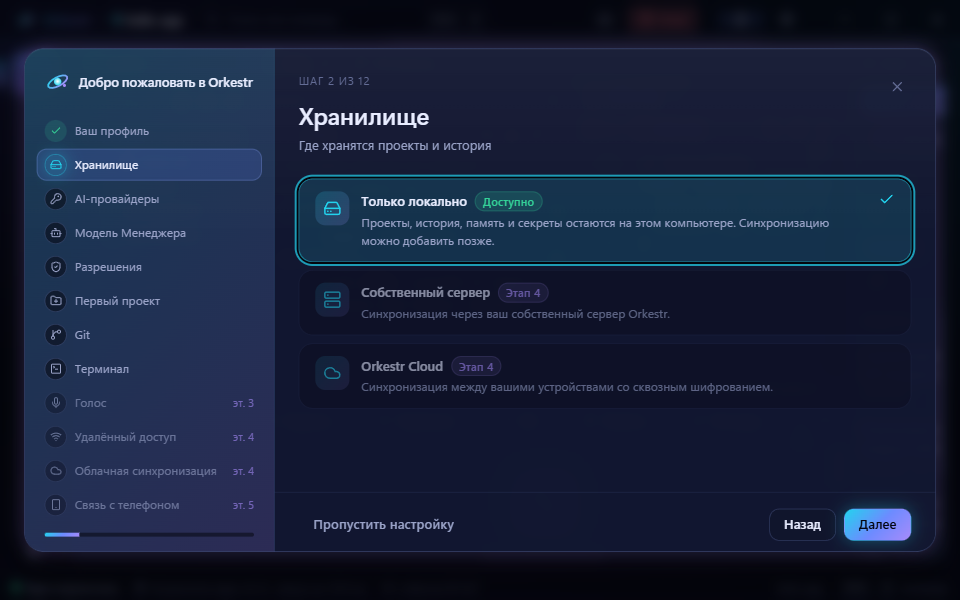 Добро пожаловать в Orkestr
Ваш профиль
Хранилище
AI-провайдеры
Модель Менеджера
Разрешения
Первый проект
Git
Терминал
Голос эт. 3
Удалённый доступ эт. 4
Облачная синхронизация эт. 4
Связь с телефоном эт. 5
ШАГ 2 ИЗ 12
Хранилище
Где хранятся проекты и история
Только локально Доступно
Проекты, история, память и секреты остаются на этом компьютере. Синхронизацию
можно добавить позже.
Собственный сервер Этап 4
Синхронизация через ваш собственный сервер Orkestr.
Orkestr Cloud Этап 4
Синхронизация между вашими устройствами со сквозным шифрованием.
Пропустить настройку
Назад
Далее